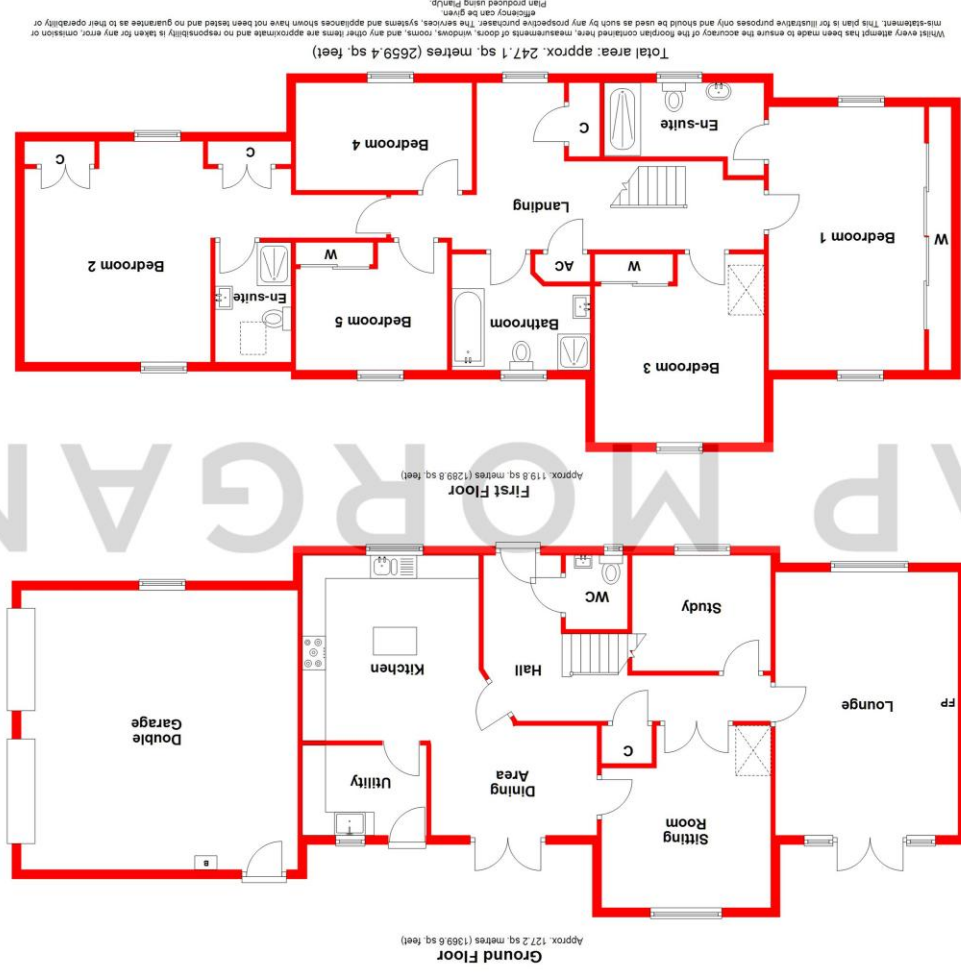 Ground Floor
Approx. 127.2 sq. metres (1369.6 sq. feet)
Sitting
Room
Lounge
FP
C
Dining
Area
Utility
B
Double
Garage
Kitchen
Hall
Study
WC
AP MORGAN
First Floor
Approx. 119.8 sq. metres (1289.8 sq. feet)
Bedroom 1
W
Bedroom 3
W
Bathroom
AC
Bedroom 5
W
En-suite
Bedroom 2
C
C
Landing
Bedroom 4
C
En-suite
Total area: approx. 247.1 sq. metres (2659.4 sq. feet)
Whilst every attempt has been made to ensure the accuracy of the floorplan contained here, measurements of doors, windows, rooms, and any other items are approximate and no responsibility is taken for any error, omission or
mis-statement. This plan is for illustrative purposes only and should be used as such by any prospective purchaser. The services, systems and appliances shown have not been tested and no guarantee as to their operability or
efficiency can be given.
Plan produced using PlanUp.